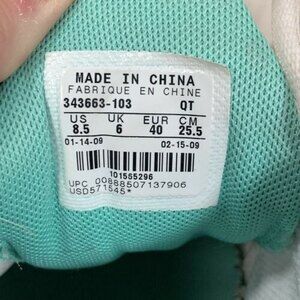 MADE IN CHINA
FABRIQUE EN CHINE
343663-103 QT
US UK EUR CM
8.5 6 40 25.5
01-14-09 02-15-09
101555296
UPC 00888507137906
USD571545*